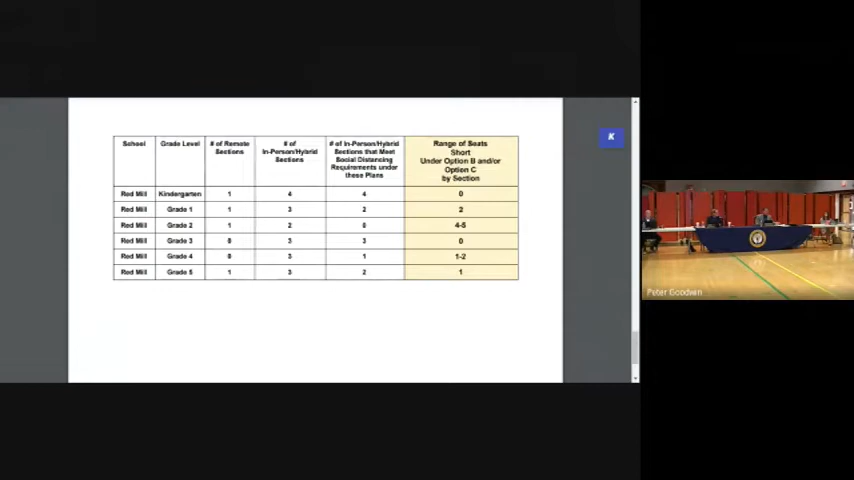 School Grade Level # of Remote Sections # of In-Person/Hybrid Sections # of In-Person/Hybrid Sections that Meet Social Distancing Requirements under these Plans Range of Seats Short Under Option B and/or Option C by Section
Red Mill Kindergarten 1 4 4 0
Red Mill Grade 1 1 3 2 2
Red Mill Grade 2 1 2 0 4-5
Red Mill Grade 3 0 3 3 0
Red Mill Grade 4 0 3 1 1-2
Red Mill Grade 5 1 3 2 1
K
Peter Goodwin